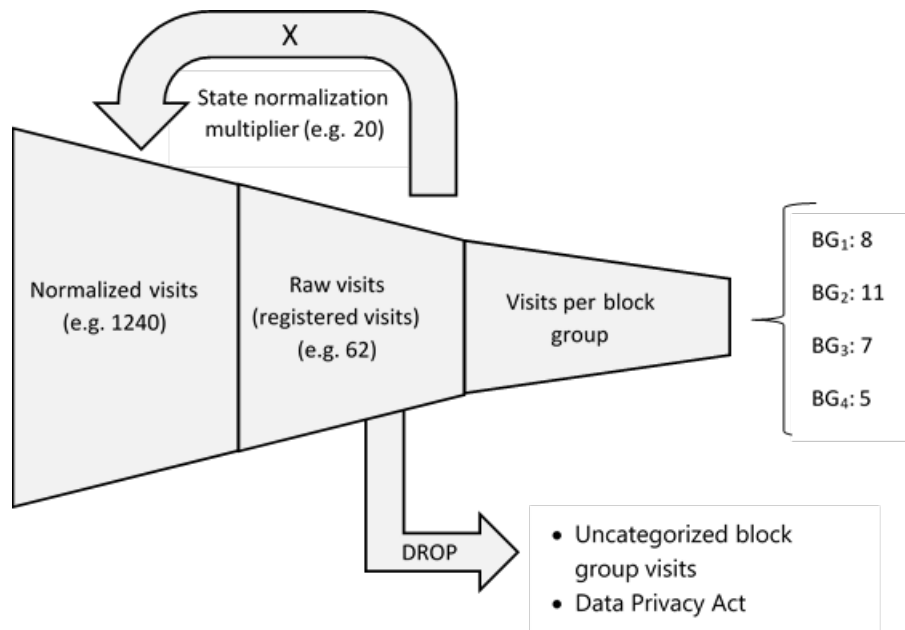 X
State normalization
multiplier (e.g. 20)
Normalized visits
(e.g. 1240)
Raw visits
(registered visits)
(e.g. 62)
Visits per block
group
BG₁: 8
BG₂: 11
BG₃: 7
BG₄: 5
DROP
• Uncategorized block
group visits
• Data Privacy Act